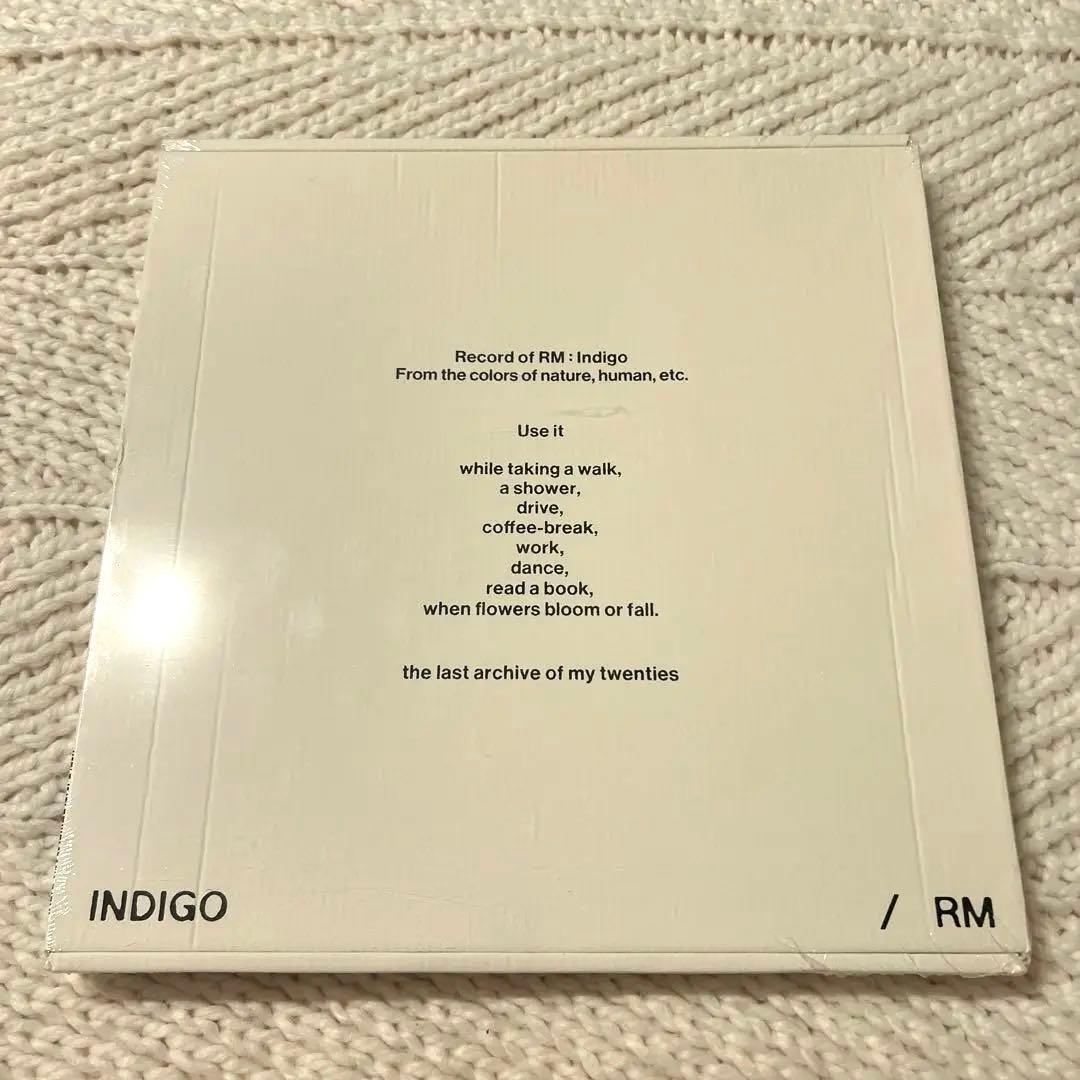 Record of RM : Indigo
From the colors of nature, human, etc.
Use it
while taking a walk,
a shower,
drive,
coffee-break,
work,
dance,
read a book,
when flowers bloom or fall.
the last archive of my twenties
INDIGO / RM